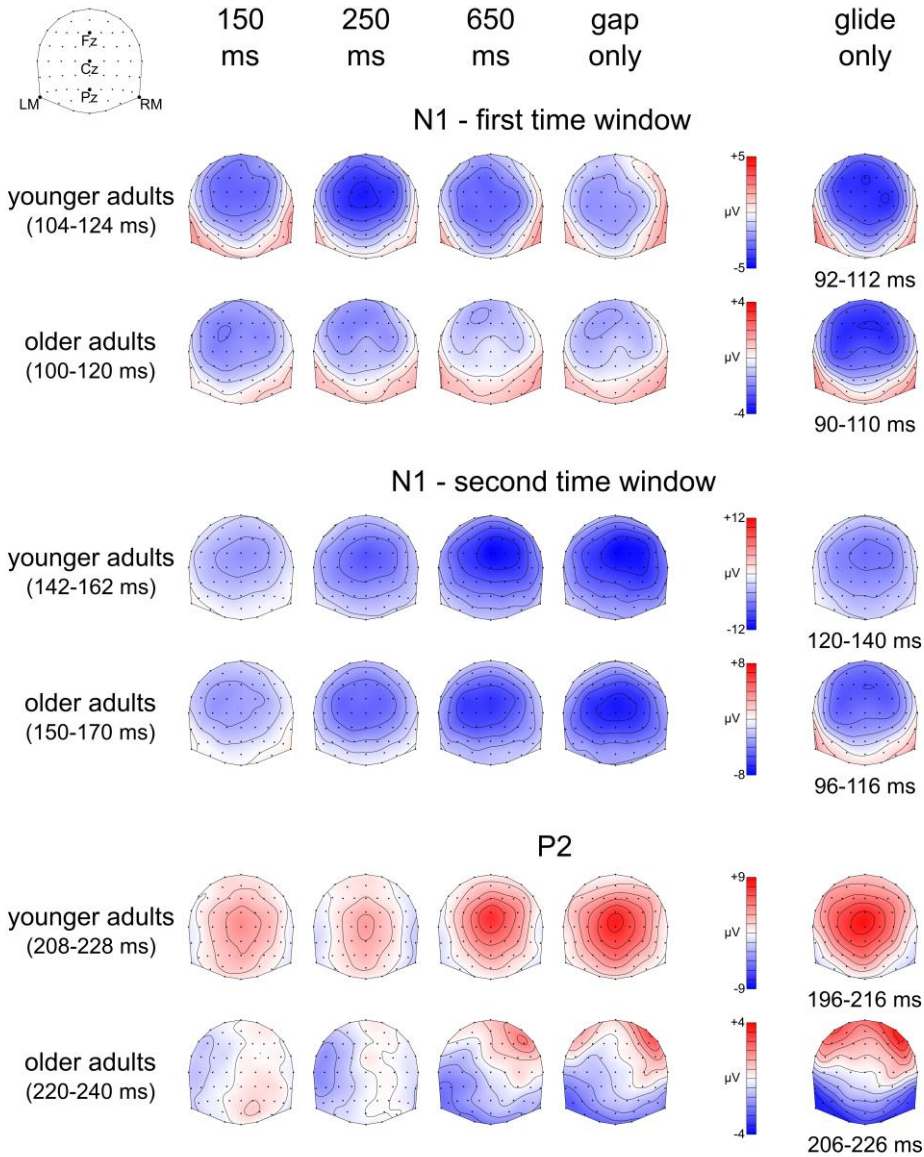 150 ms
250 ms
650 ms
gap only
glide only
Fz
Cz
Pz
LM
RM
N1 - first time window
younger adults
(104-124 ms)
+5
µV
-5
92-112 ms
older adults
(100-120 ms)
+4
µV
-4
90-110 ms
N1 - second time window
younger adults
(142-162 ms)
+12
µV
-12
120-140 ms
older adults
(150-170 ms)
+8
µV
-8
96-116 ms
P2
younger adults
(208-228 ms)
+9
µV
-9
196-216 ms
older adults
(220-240 ms)
+4
µV
-4
206-226 ms